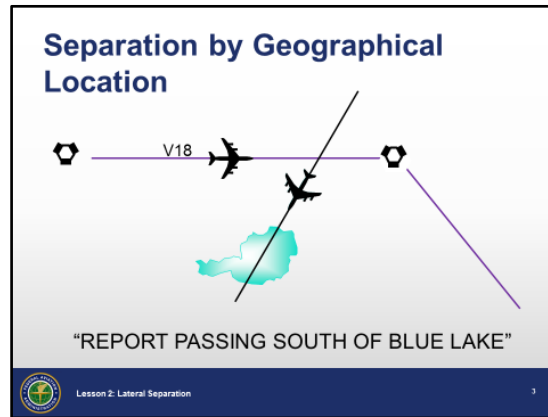 Separation by Geographical
Location
V18
“REPORT PASSING SOUTH OF BLUE LAKE”
Lesson 2: Lateral Separation
3